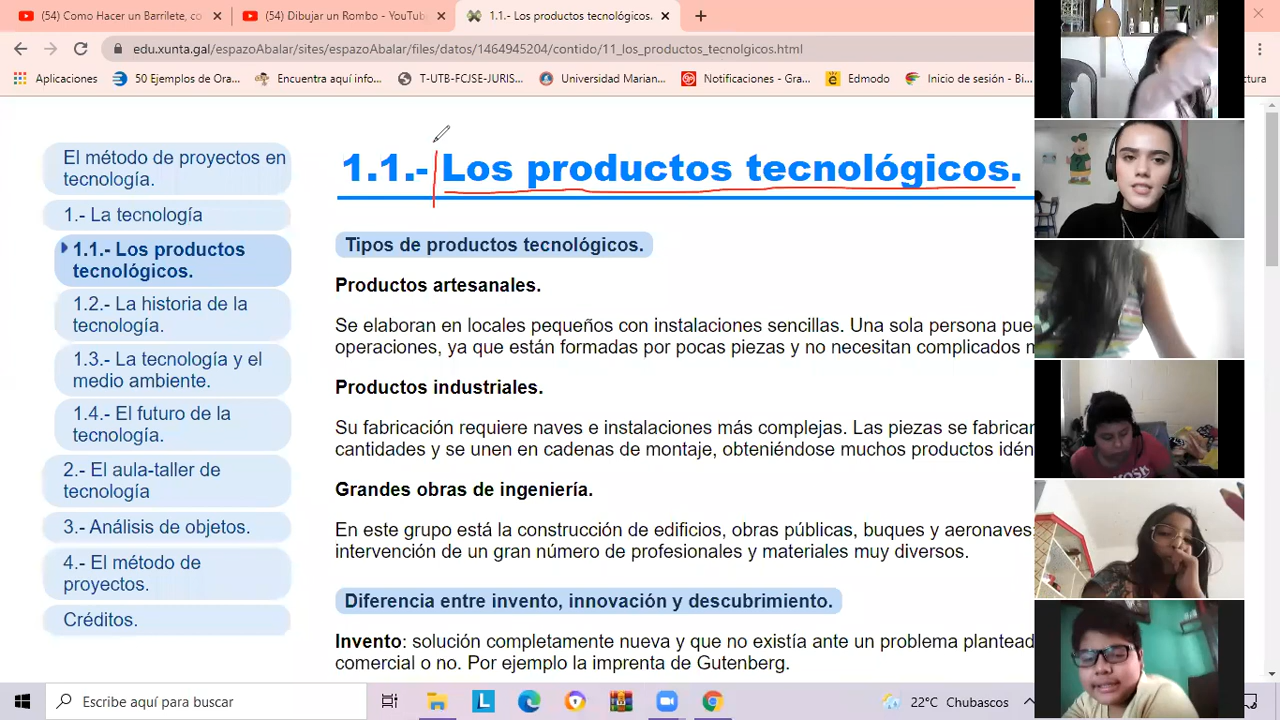 (54) Como Hacer un Barrilete, co
(54) Dibujar un Rombo - YouTube
1.1.- Los productos tecnológicos.
edu.xunta.gal/espazoAbalar/sites/espazoAbalar/files/datos/1464945204/contido/11_los_productos_tecnolgicos.html
Aplicaciones
50 Ejemplos de Ora...
Encuentra aquí info...
T-UTB-FCJSE-JURIS...
Universidad Marian...
Notificaciones - Gra...
Edmodo
Inicio de sesión - Bi...
ctura
El método de proyectos en
tecnología.
1.- La tecnología
1.1.- Los productos
tecnológicos.
1.2.- La historia de la
tecnología.
1.3.- La tecnología y el
medio ambiente.
1.4.- El futuro de la
tecnología.
2.- El aula-taller de
tecnología
3.- Análisis de objetos.
4.- El método de
proyectos.
Créditos.
1.1.- Los productos tecnológicos.
Tipos de productos tecnológicos.
Productos artesanales.
Se elaboran en locales pequeños con instalaciones sencillas. Una sola persona pue
operaciones, ya que están formadas por pocas piezas y no necesitan complicados m
Productos industriales.
Su fabricación requiere naves e instalaciones más complejas. Las piezas se fabrican
cantidades y se unen en cadenas de montaje, obteniéndose muchos productos idén
Grandes obras de ingeniería.
En este grupo está la construcción de edificios, obras públicas, buques y aeronaves;
intervención de un gran número de profesionales y materiales muy diversos.
Diferencia entre invento, innovación y descubrimiento.
Invento: solución completamente nueva y que no existía ante un problema plantead
comercial o no. Por ejemplo la imprenta de Gutenberg.
Escribe aquí para buscar
22°C Chubascos